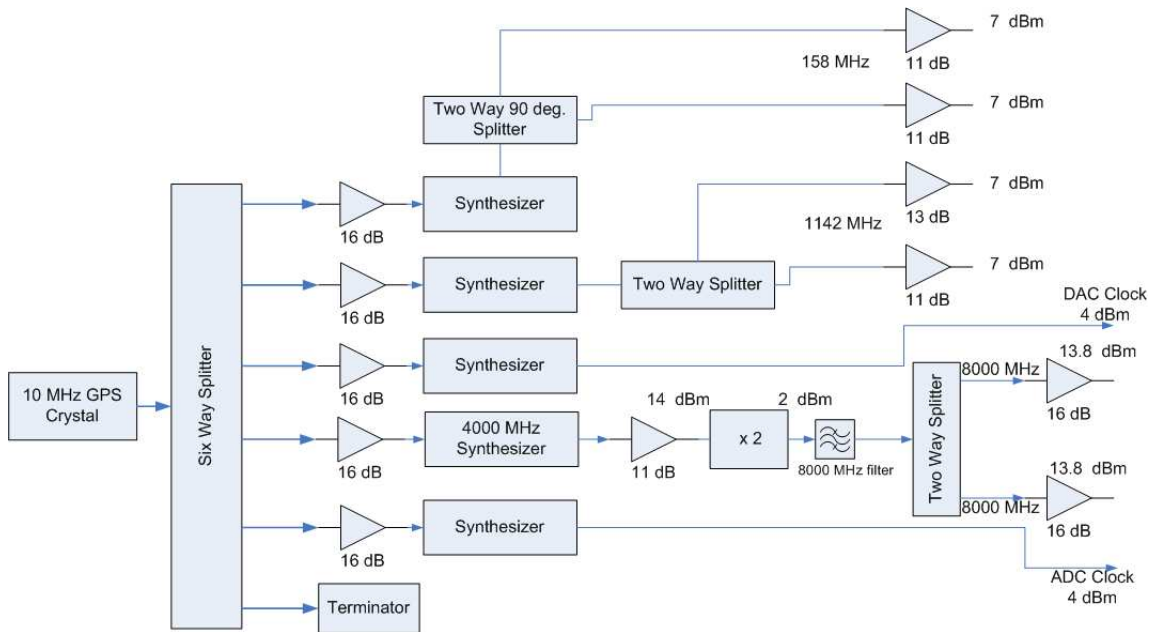 7 dBm
158 MHz
11 dB
Two Way 90 deg.
Splitter
7 dBm
11 dB
7 dBm
Synthesizer
16 dB
1142 MHz
13 dB
7 dBm
Synthesizer
Two Way Splitter
16 dB
11 dB
DAC Clock
4 dBm
Synthesizer
16 dB
13.8 dBm
8000 MHz
16 dB
10 MHz GPS
Crystal
Six Way Splitter
14 dBm
2 dBm
4000 MHz
Synthesizer
x 2
16 dB
11 dB
8000 MHz filter
Two Way Splitter
13.8 dBm
8000 MHz
16 dB
Synthesizer
16 dB
ADC Clock
4 dBm
Terminator